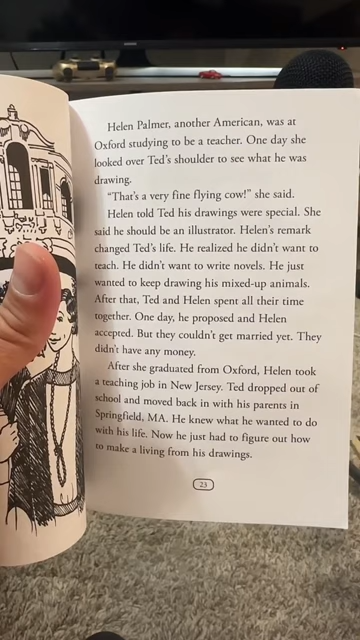 Helen Palmer, another American, was at
Oxford studying to be a teacher. One day she
looked over Ted's shoulder to see what he was
drawing.
"That's a very fine flying cow!" she said.
Helen told Ted his drawings were special. She
said he should be an illustrator. Helen's remark
changed Ted's life. He realized he didn't want to
teach. He didn't want to write novels. He just
wanted to keep drawing his mixed-up animals.
After that, Ted and Helen spent all their time
together. One day, he proposed and Helen
accepted. But they couldn't get married yet. They
didn't have any money.
After she graduated from Oxford, Helen took
a teaching job in New Jersey. Ted dropped out of
school and moved back in with his parents in
Springfield, MA. He knew what he wanted to do
with his life. Now he just had to figure out how
to make a living from his drawings.
23